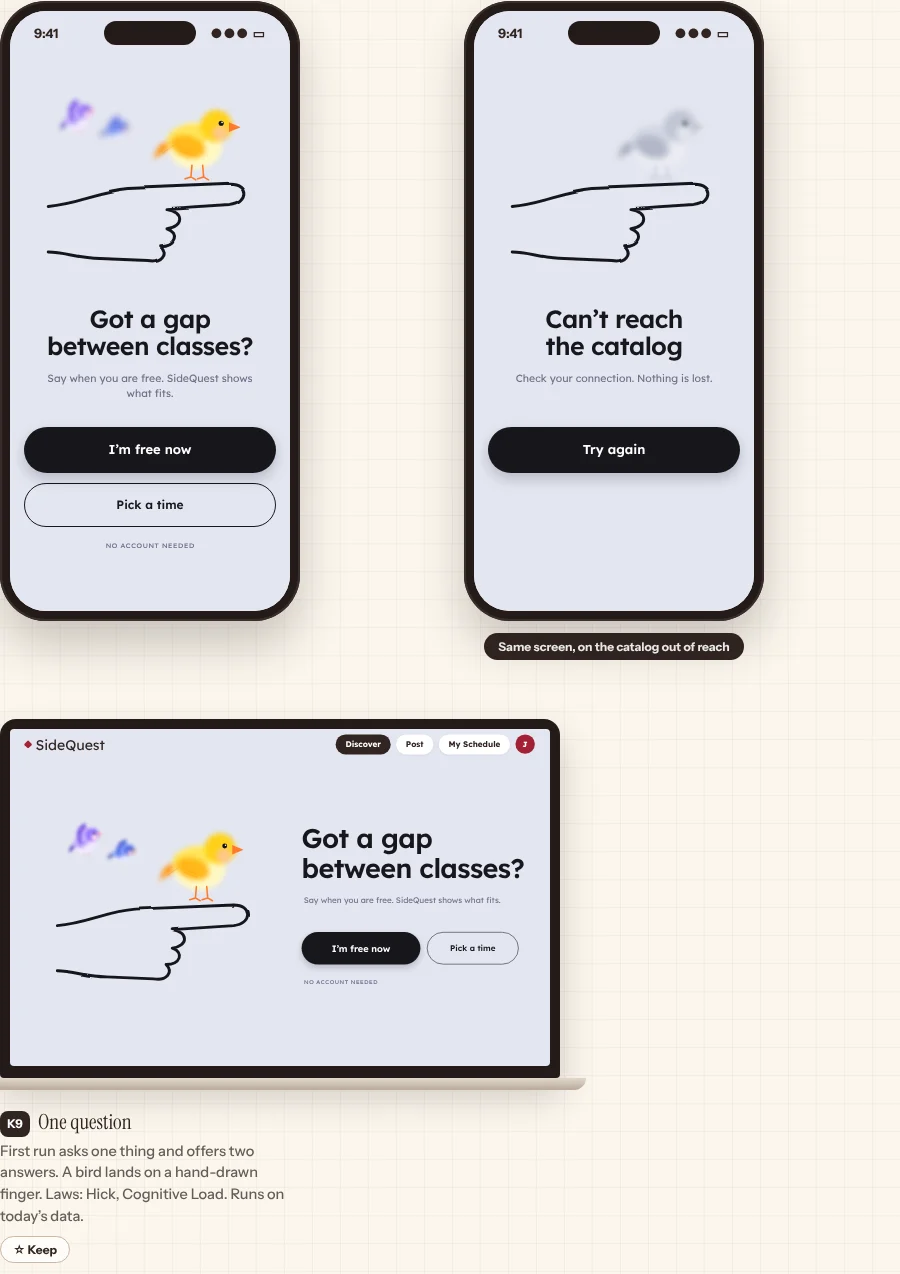 9:41
Got a gap
between classes?
Say when you are free. SideQuest shows
what fits.
I’m free now
Pick a time
NO ACCOUNT NEEDED
9:41
Can’t reach
the catalog
Check your connection. Nothing is lost.
Try again
Same screen, on the catalog out of reach
SideQuest
Discover
Post
My Schedule
J
Got a gap
between classes?
Say when you are free. SideQuest shows what fits.
I’m free now
Pick a time
NO ACCOUNT NEEDED
K9 One question
First run asks one thing and offers two
answers. A bird lands on a hand-drawn
finger. Laws: Hick, Cognitive Load. Runs on
today’s data.
☆ Keep